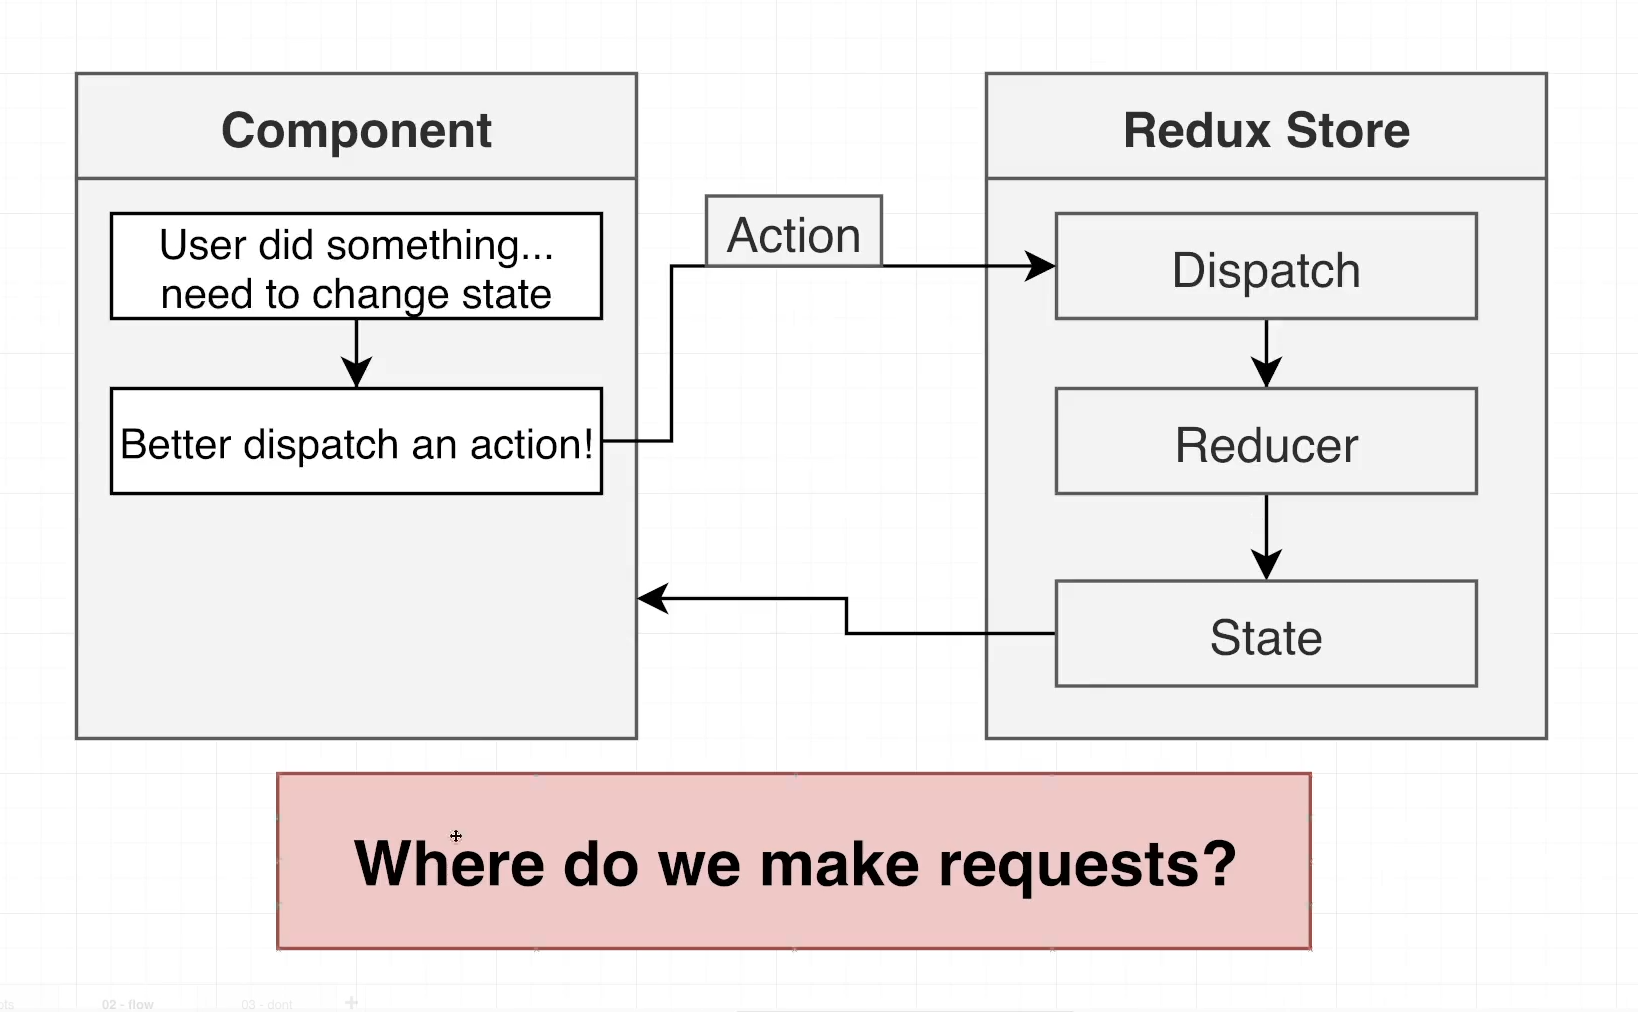 Component
User did something...
need to change state
Better dispatch an action!
Action
Redux Store
Dispatch
Reducer
State
Where do we make requests?
02 - flow
03 - dont